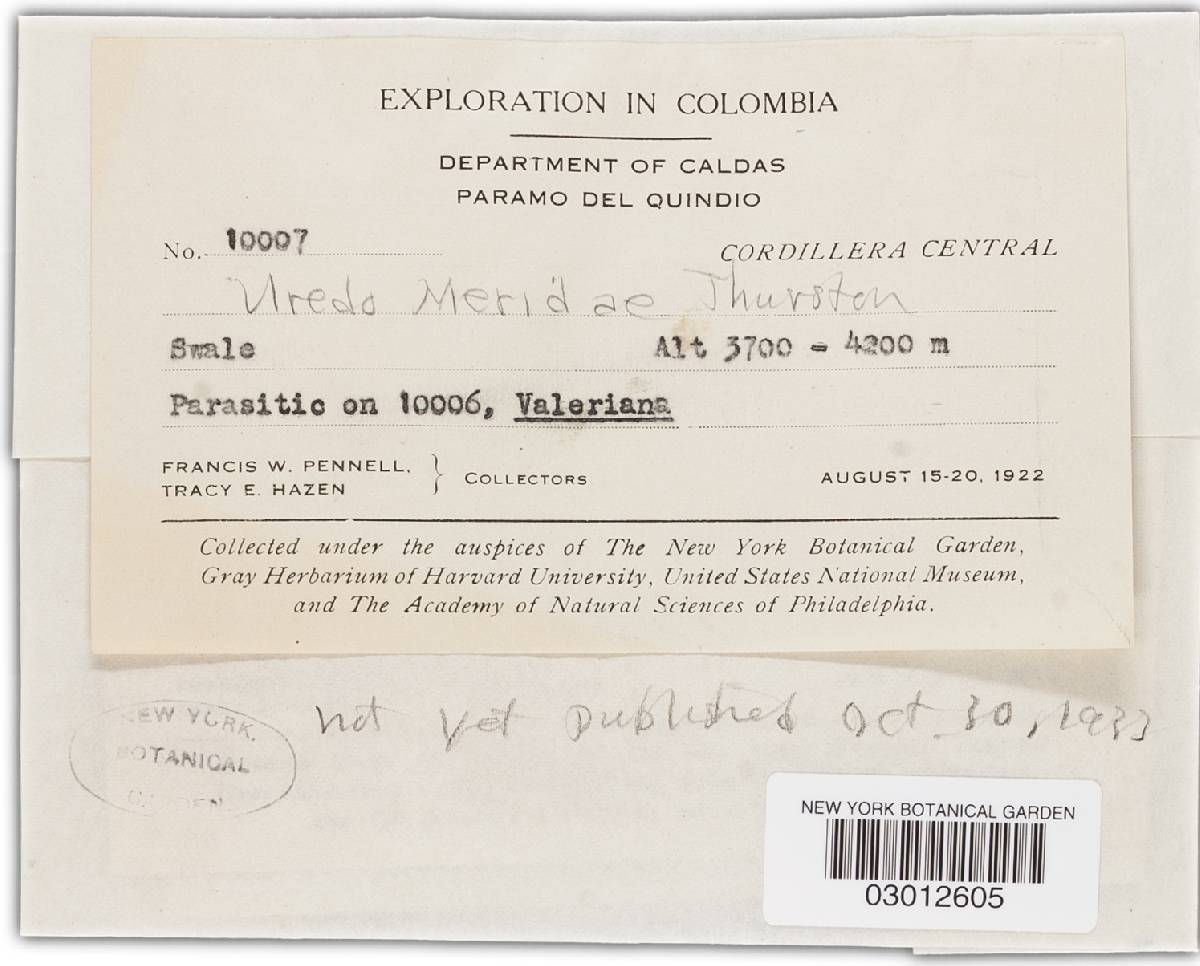 EXPLORATION IN COLOMBIA
DEPARTMENT OF CALDAS
PARAMO DEL QUINDIO
No. 10007 CORDILLERA CENTRAL
Uredo Meridae Thurston
Swale Alt 3700 - 4200 m
Parasitic on 10006, Valeriana
FRANCIS W. PENNELL, } COLLECTORS AUGUST 15-20, 1922
TRACY E. HAZEN
Collected under the auspices of The New York Botanical Garden,
Gray Herbarium of Harvard University, United States National Museum,
and The Academy of Natural Sciences of Philadelphia.
not yet published Oct. 30, 1933
NEW YORK
BOTANICAL
GARDEN
NEW YORK BOTANICAL GARDEN
03012605